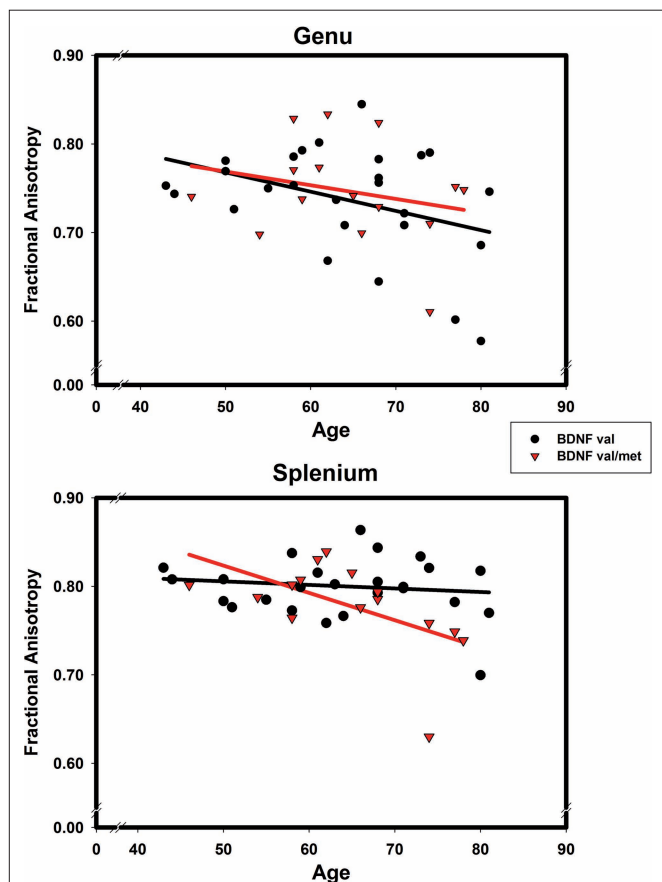 Genu
0.90
0.80
0.70
0.60
0.00
Fractional Anisotropy
0 40 50 60 70 80 90
Age
BDNF val
BDNF val/met
Splenium
0.90
0.80
0.70
0.60
0.00
Fractional Anisotropy
0 40 50 60 70 80 90
Age